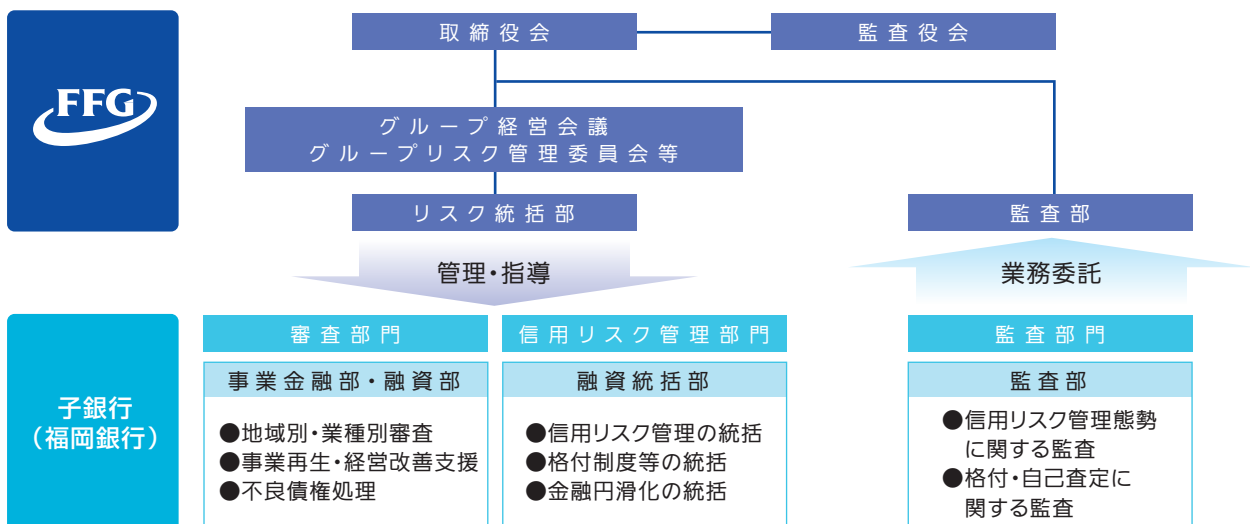 FFG
取締役会
監査役会
グループ経営会議
グループリスク管理委員会等
リスク統括部
監査部
管理・指導
業務委託
子銀行
（福岡銀行）
審査部門
事業金融部・融資部
●地域別・業種別審査
●事業再生・経営改善支援
●不良債権処理
信用リスク管理部門
融資統括部
●信用リスク管理の統括
●格付制度等の統括
●金融円滑化の統括
監査部門
監査部
●信用リスク管理態勢
に関する監査
●格付・自己査定に
関する監査